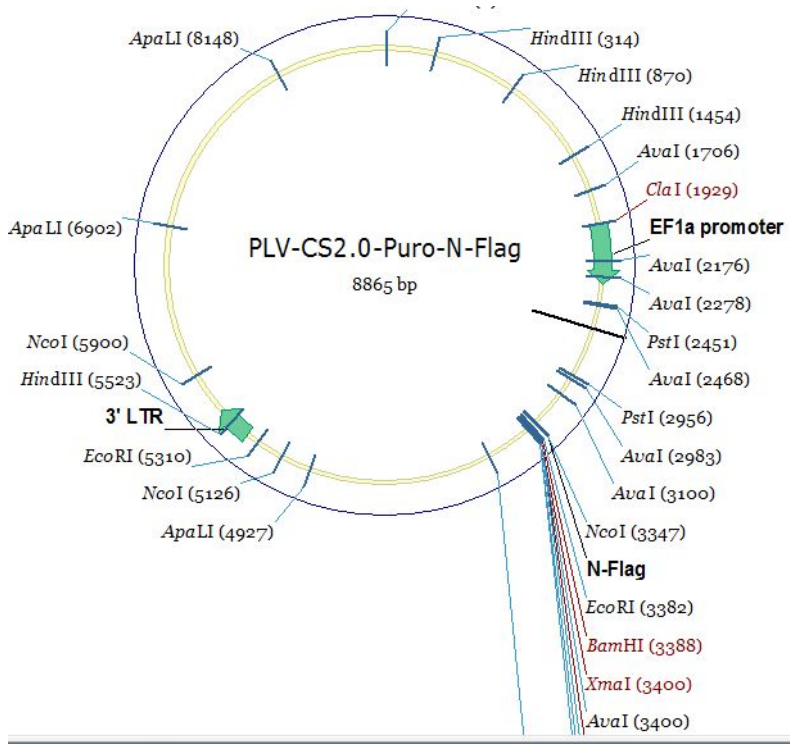 ApaLI (8148)
HindIII (314)
HindIII (870)
HindIII (1454)
AvaI (1706)
ClaI (1929)
EF1a promoter
AvaI (2176)
AvaI (2278)
PstI (2451)
AvaI (2468)
PstI (2956)
AvaI (2983)
AvaI (3100)
NcoI (3347)
N-Flag
EcoRI (3382)
BamHI (3388)
XmaI (3400)
AvaI (3400)
ApaLI (6902)
PLV-CS2.0-Puro-N-Flag
8865 bp
NcoI (5900)
HindIII (5523)
3' LTR
EcoRI (5310)
NcoI (5126)
ApaLI (4927)